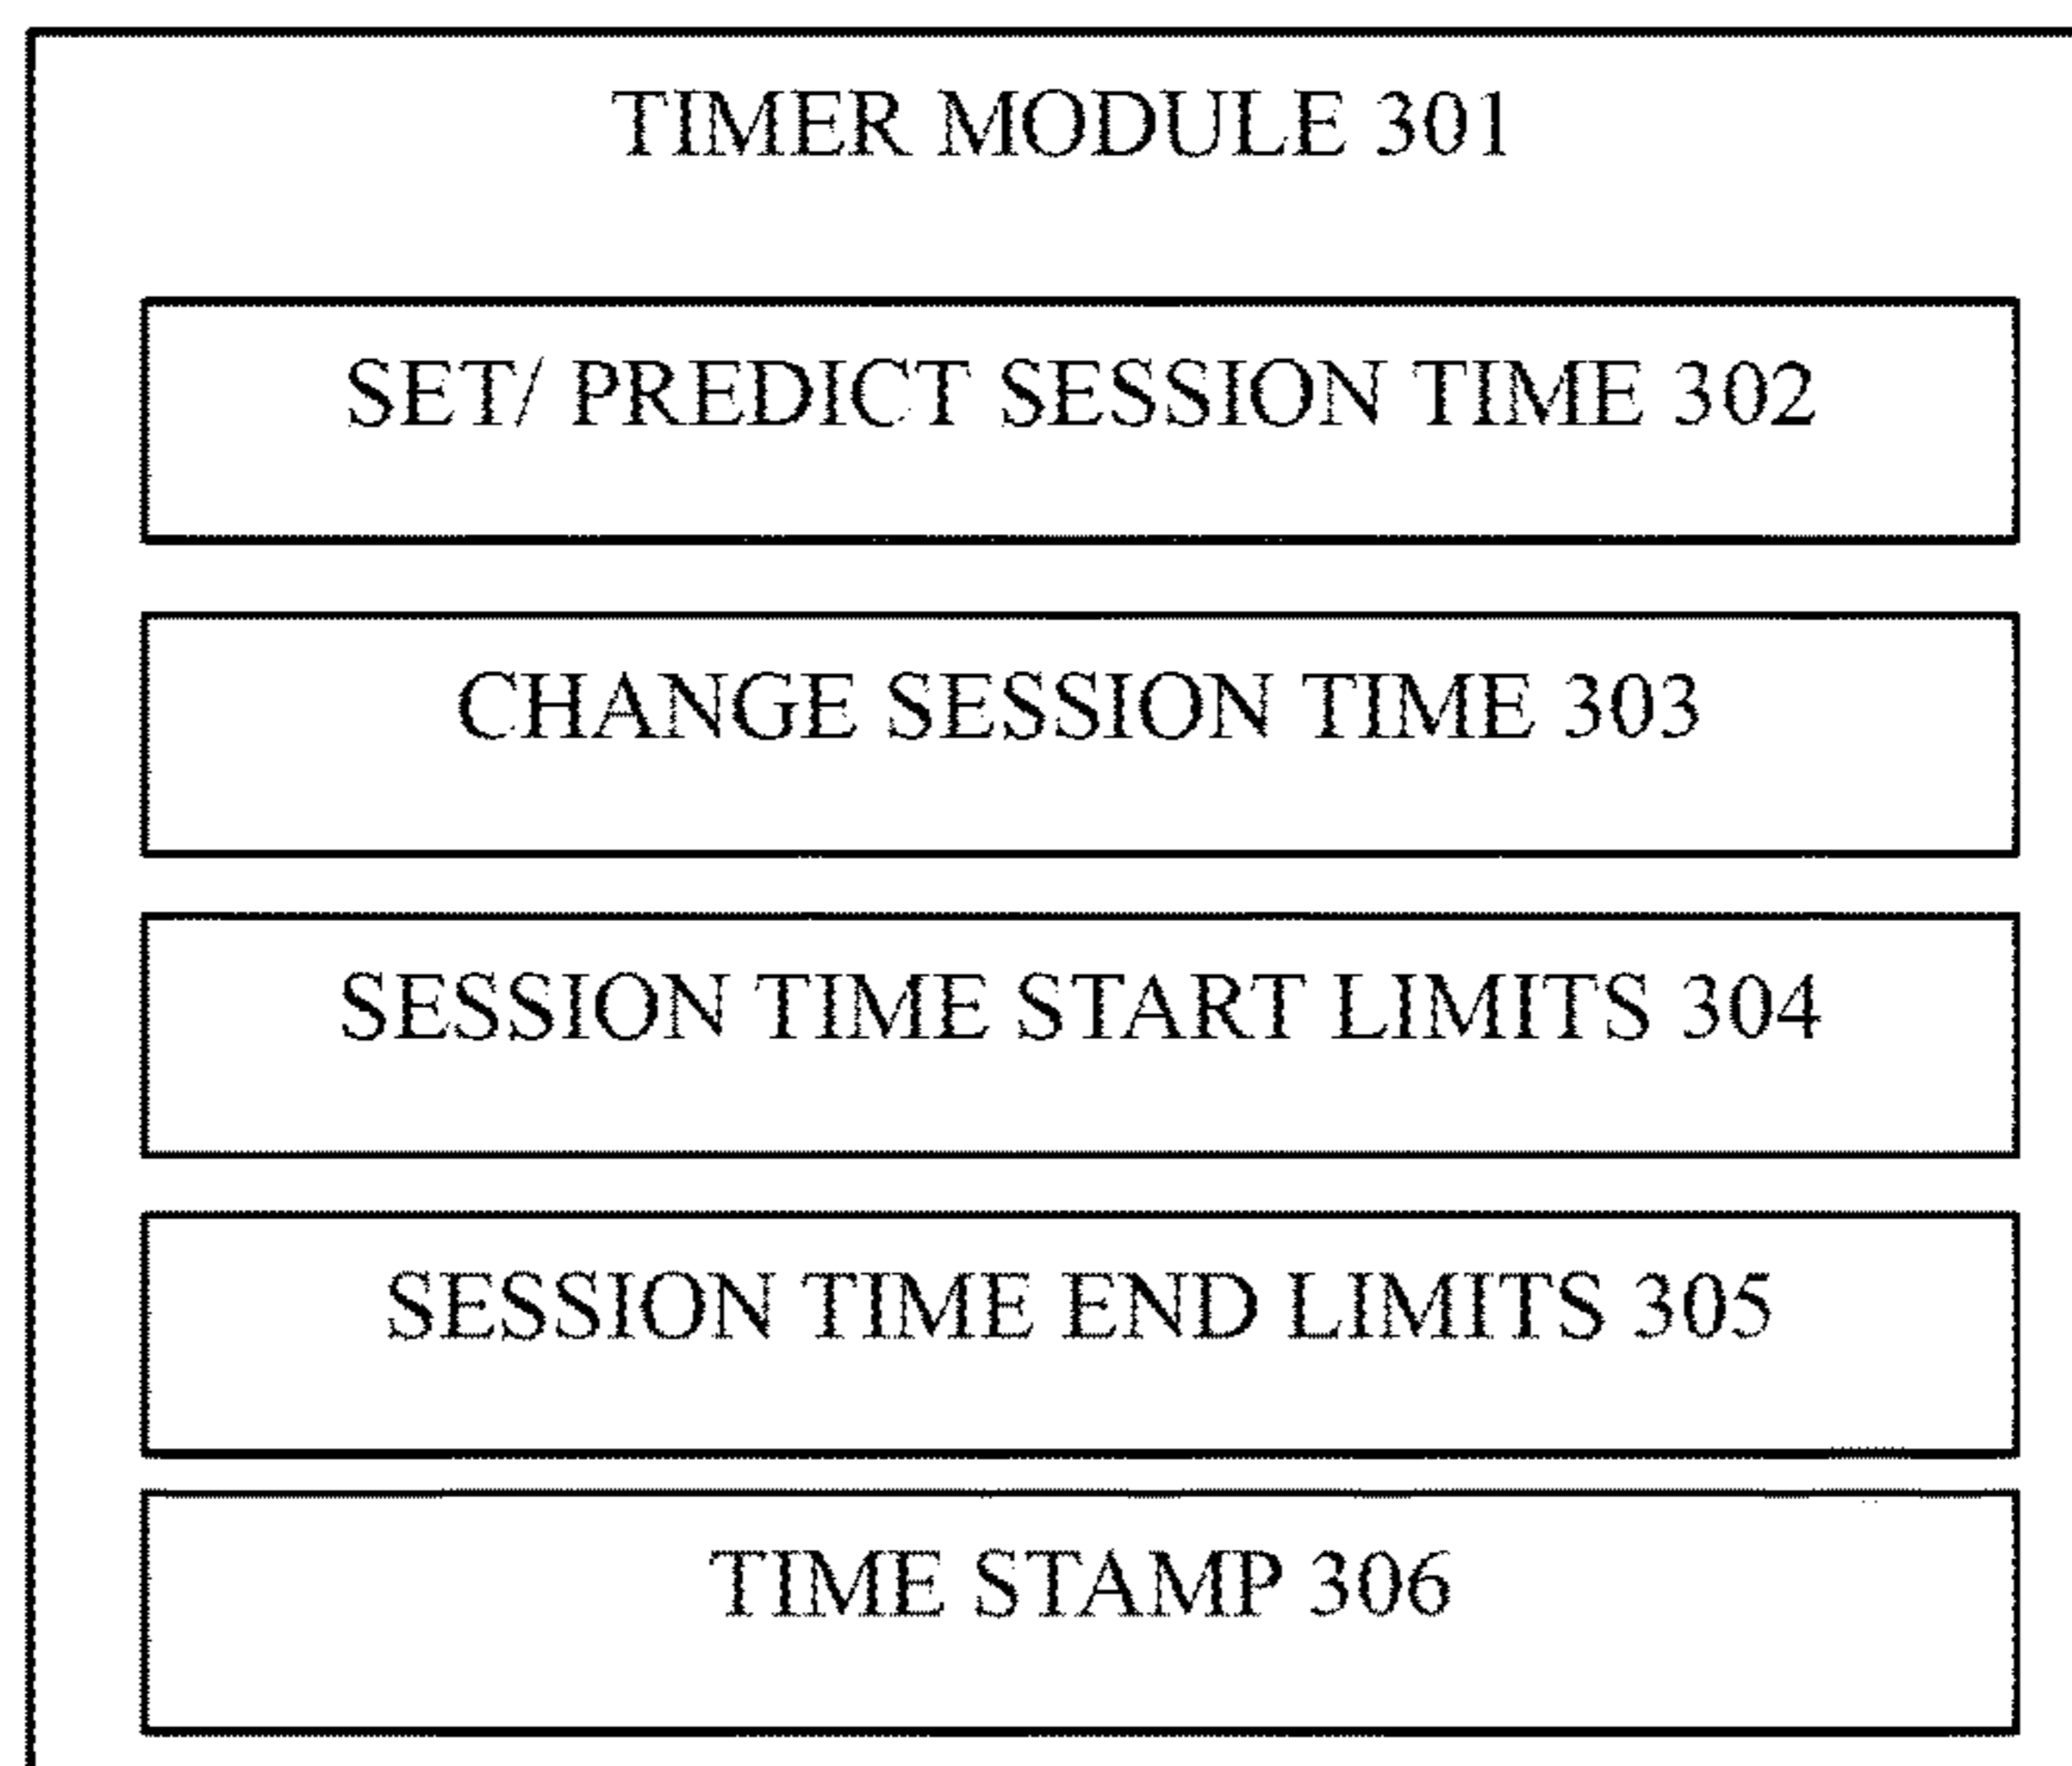 TIMER MODULE 301
SET/ PREDICT SESSION TIME 302
CHANGE SESSION TIME 303
SESSION TIME START LIMITS 304
SESSION TIME END LIMITS 305
TIME STAMP 306